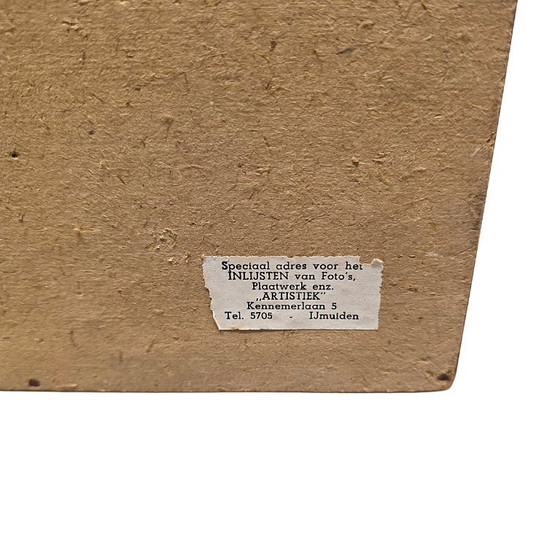 Speciaal adres voor het
INLIJSTEN van Foto's,
Plaatwerk enz.
„ARTISTIEK"
Kennemerlaan 5
Tel. 5705 - IJmuiden